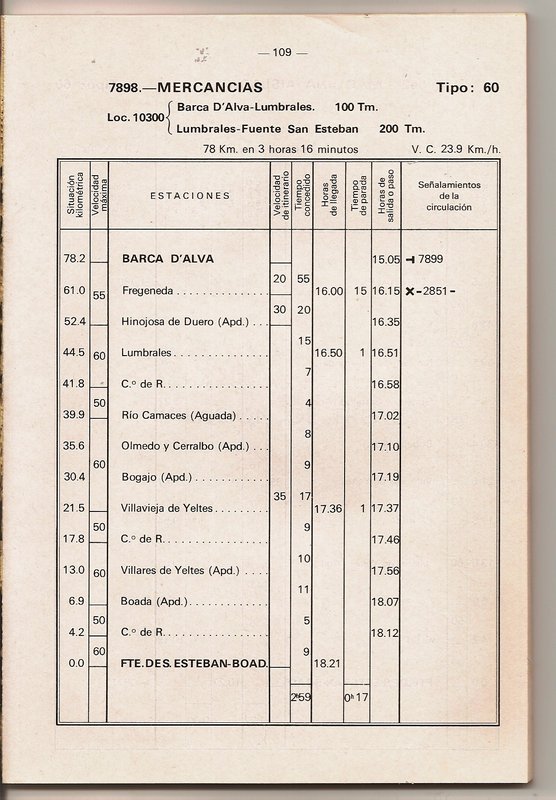 — 109 —
7898.—MERCANCIAS Tipo: 60
Loc. 10300 { Barca D'Alva-Lumbrales. 100 Tm.
Lumbrales-Fuente San Esteban 200 Tm.
78 Km. en 3 horas 16 minutos V. C. 23.9 Km./h.
Situación kilométrica Velocidad máxima ESTACIONES Velocidad de itinerario Tiempo concedido Horas de llegada Tiempo de parada Horas de salida o paso Señalamientos de la circulación
78.2 BARCA D'ALVA 15.05 7899
20 55
61.0 Fregeneda 16.00 15 16.15 ✗-2851-
55
30 20
52.4 Hinojosa de Duero (Apd.) 16.35
15
44.5 60 Lumbrales 16.50 1 16.51
7
41.8 C.º de R. 16.58
50 4
39.9 Río Camaces (Aguada) 17.02
8
35.6 Olmedo y Cerralbo (Apd.) 17.10
60 9
30.4 Bogajo (Apd.) 17.19
35 17
21.5 Villavieja de Yeltes 17.36 1 17.37
50 9
17.8 C.º de R. 17.46
10
13.0 60 Villares de Yeltes (Apd.) 17.56
11
6.9 Boada (Apd.) 18.07
50 5
4.2 C.º de R. 18.12
60 9
0.0 FTE.DES.ESTEBAN-BOAD. 18.21
2ʰ59 0ʰ17